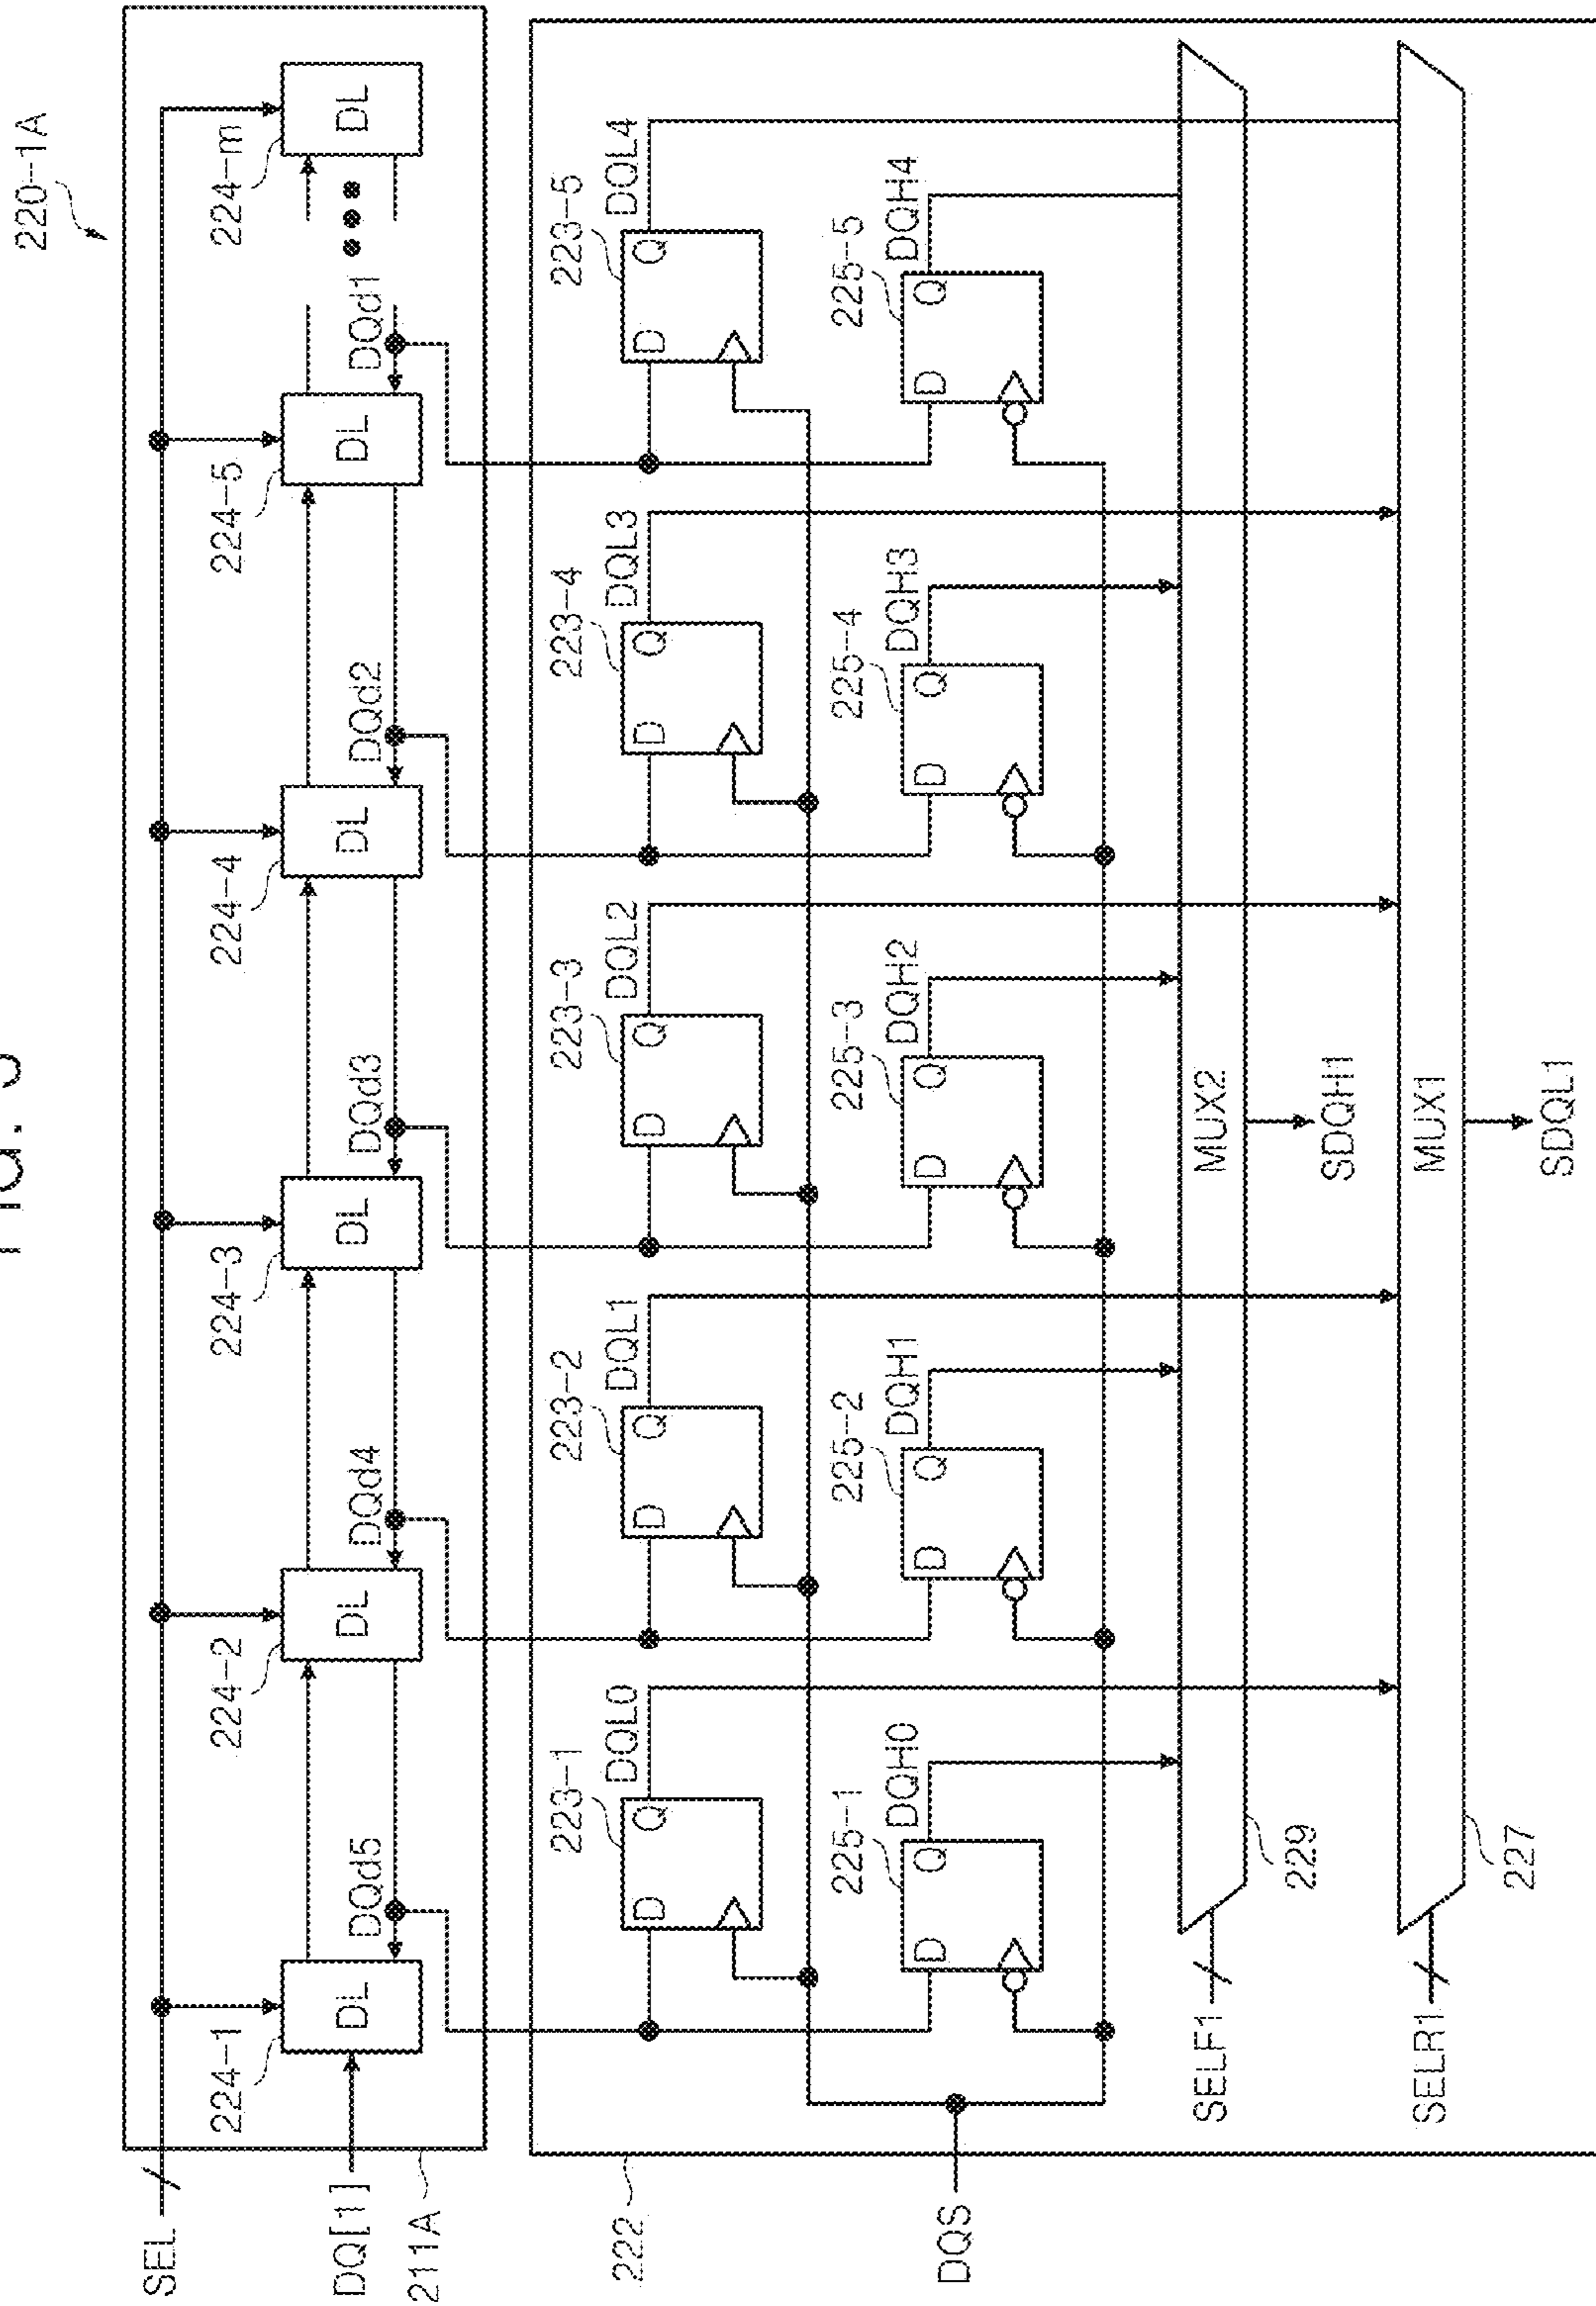 FIG.
220-1A
SEL
224-1
224-2
224-3
224-4
224-5
224-m
DQ[1]
DL
DL
DL
DL
DL
DL
DQd5
DQd4
DQd3
DQd2
DQd1
211A
222
223-1
223-2
223-3
223-4
223-5
DQL0
DQL1
DQL2
DQL3
DQL4
D Q
D Q
D Q
D Q
D Q
225-1
225-2
225-3
225-4
225-5
DQH0
DQH1
DQH2
DQH3
DQH4
D Q
D Q
D Q
D Q
D Q
DQS
SELF1
MUX2
229
SDQH1
SELR1
MUX1
227
SDQL1